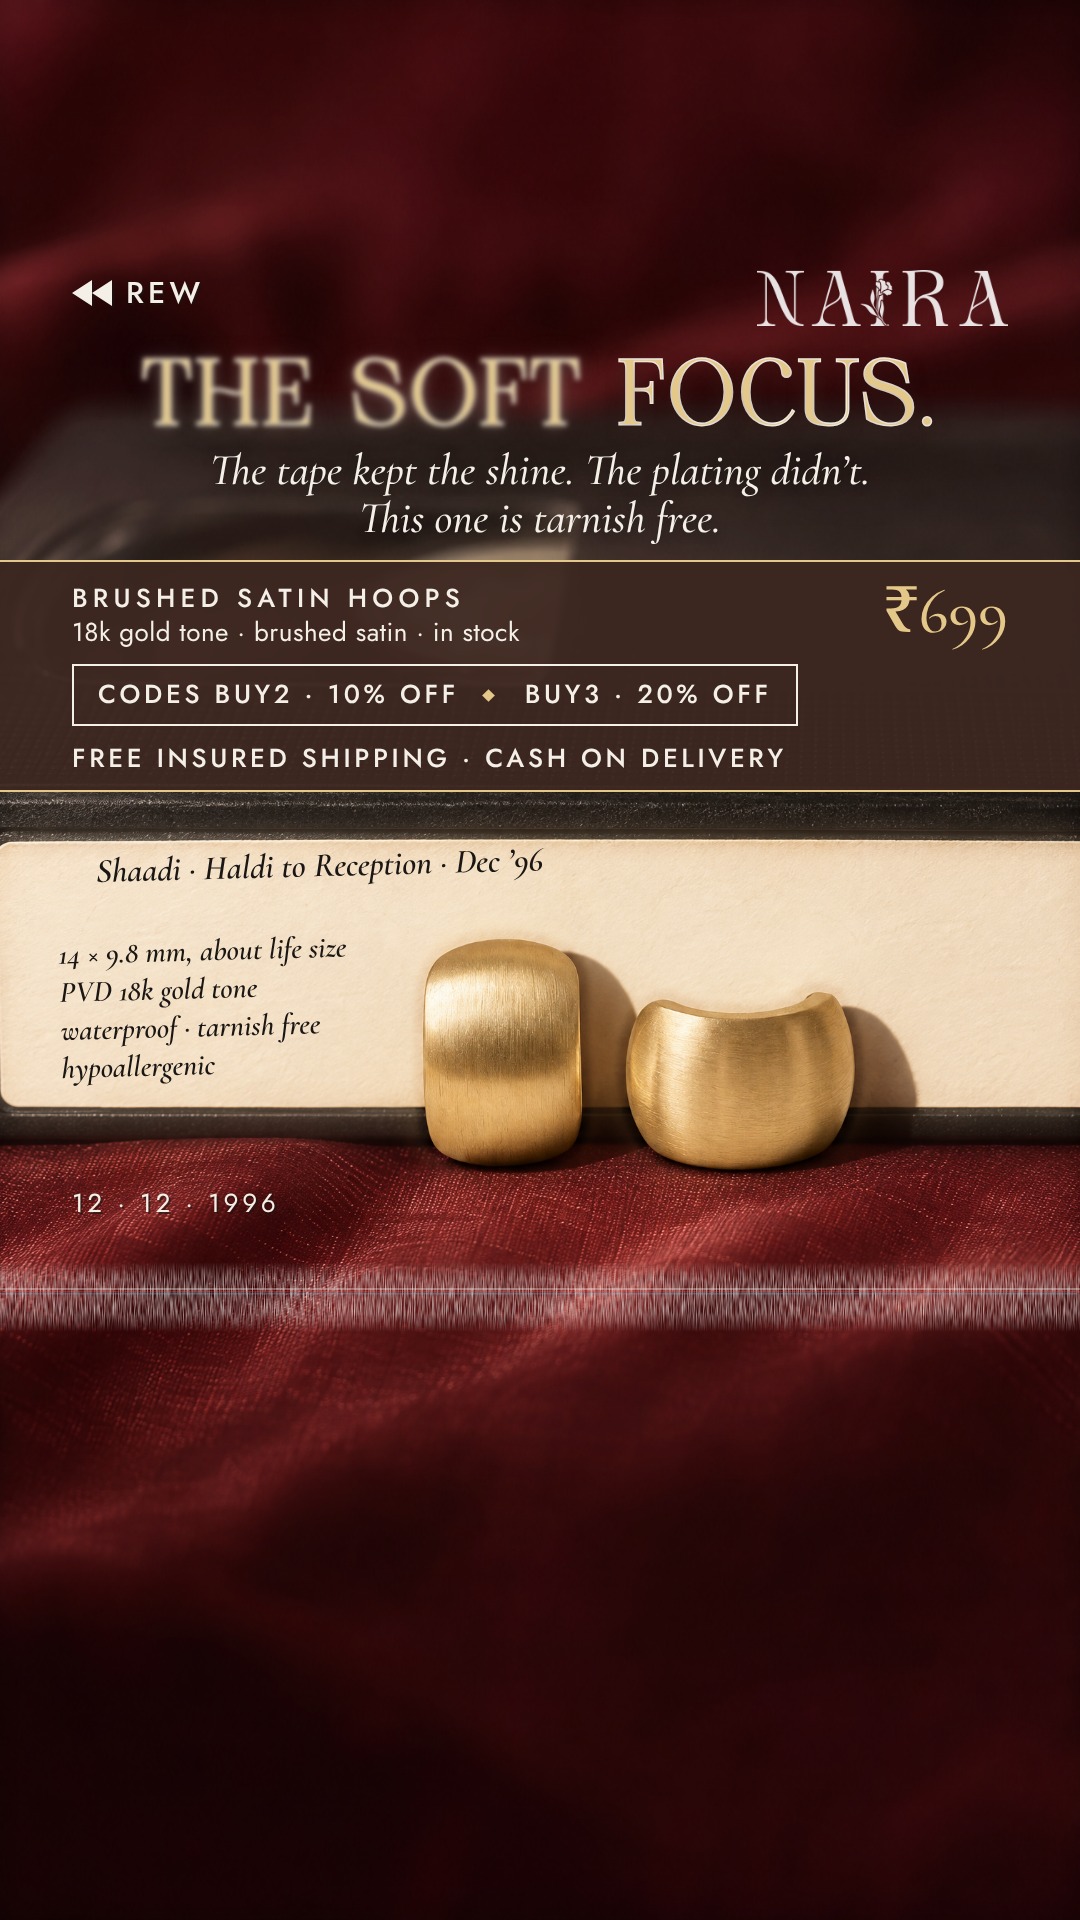 REW
NAIRA
THE SOFT FOCUS.
The tape kept the shine. The plating didn’t.
This one is tarnish free.
BRUSHED SATIN HOOPS
₹699
18k gold tone · brushed satin · in stock
CODES BUY2 · 10% OFF ◆ BUY3 · 20% OFF
FREE INSURED SHIPPING · CASH ON DELIVERY
Shaadi · Haldi to Reception · Dec ’96
14 × 9.8 mm, about life size
PVD 18k gold tone
waterproof · tarnish free
hypoallergenic
12 · 12 · 1996